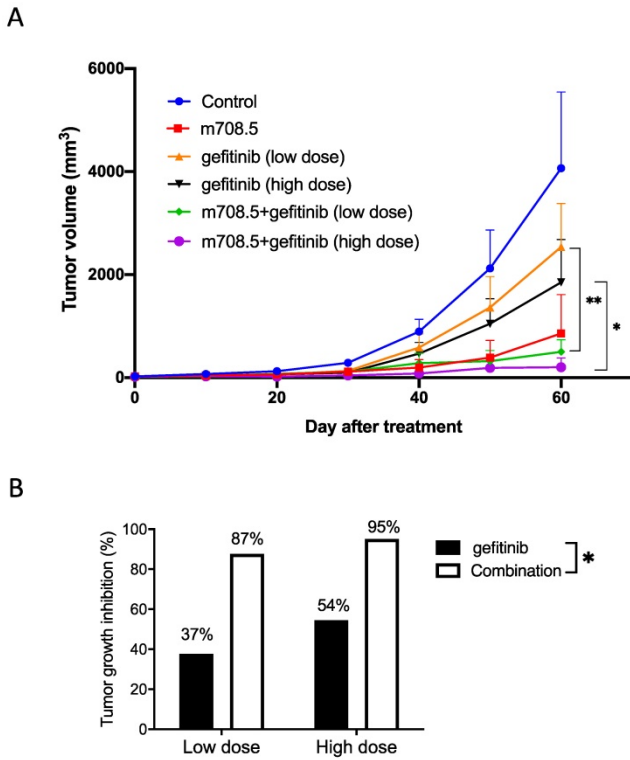 A
6000
4000
2000
0
Tumor volume (mm³)
Control
m708.5
gefitinib (low dose)
gefitinib (high dose)
m708.5+gefitinib (low dose)
m708.5+gefitinib (high dose)
**
*
0 20 40 60
Day after treatment
B
100
80
60
40
20
0
Tumor growth inhibition (%)
37%
87%
54%
95%
gefitinib
Combination
*
Low dose High dose